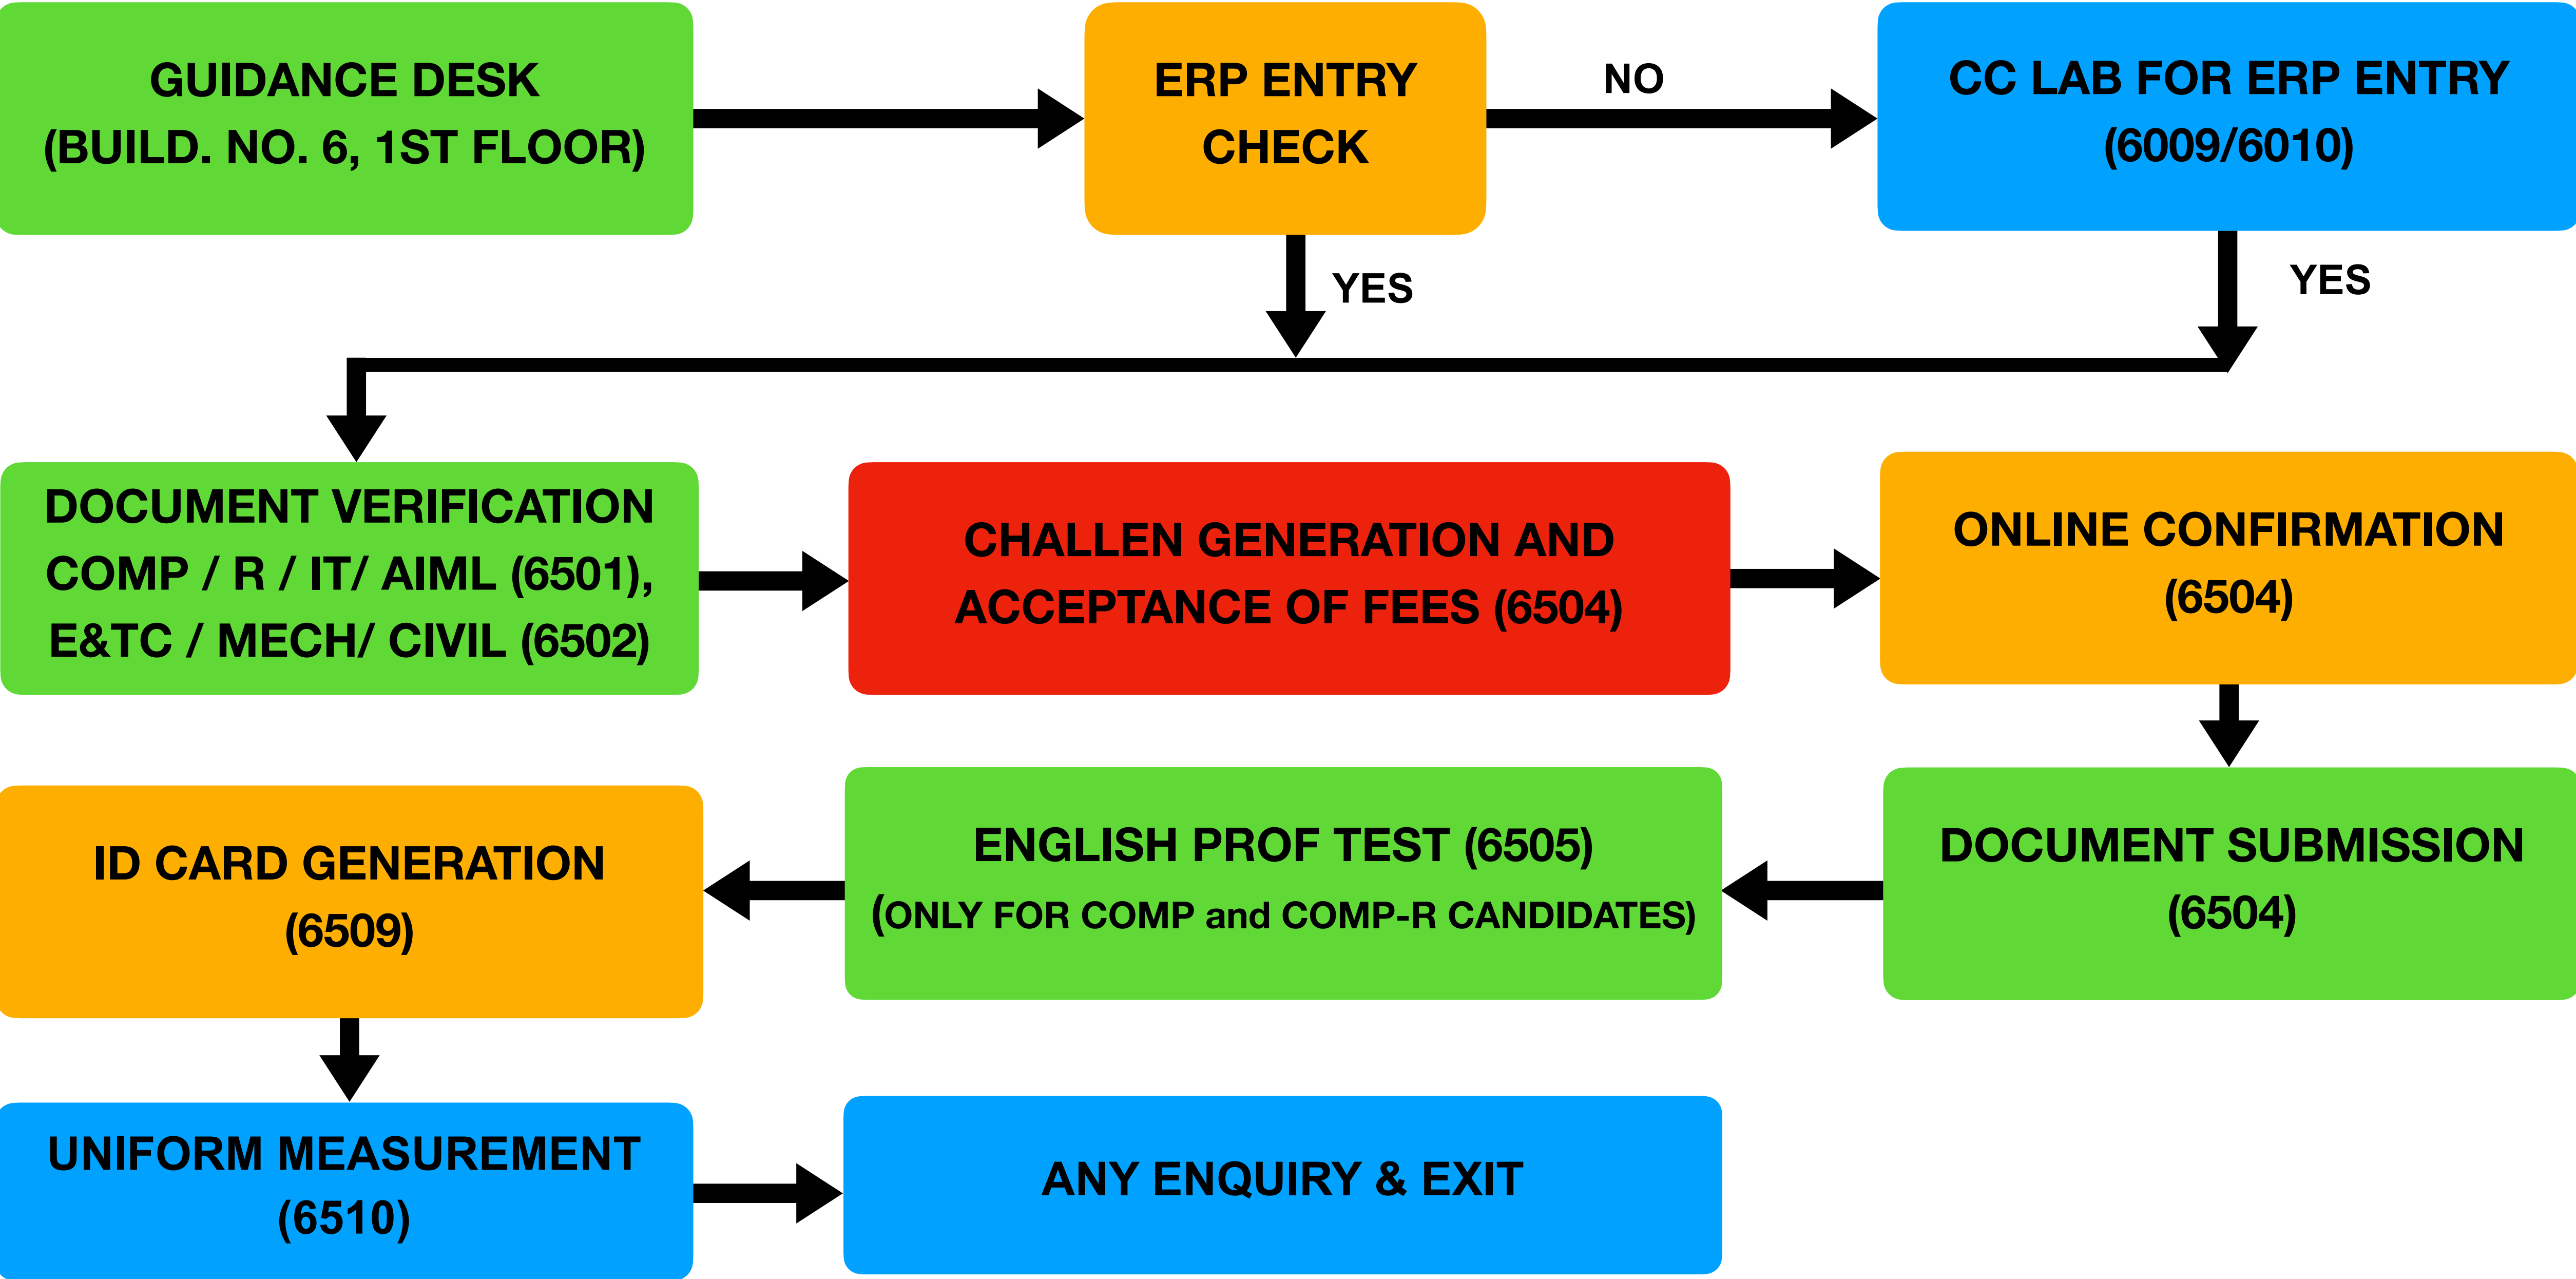 GUIDANCE DESK
(BUILD. NO. 6, 1ST FLOOR)
ERP ENTRY
CHECK
NO
CC LAB FOR ERP ENTRY
(6009/6010)
YES
YES
DOCUMENT VERIFICATION
COMP / R / IT/ AIML (6501),
E&TC / MECH/ CIVIL (6502)
CHALLEN GENERATION AND
ACCEPTANCE OF FEES (6504)
ONLINE CONFIRMATION
(6504)
DOCUMENT SUBMISSION
(6504)
ENGLISH PROF TEST (6505)
(ONLY FOR COMP and COMP-R CANDIDATES)
ID CARD GENERATION
(6509)
UNIFORM MEASUREMENT
(6510)
ANY ENQUIRY & EXIT